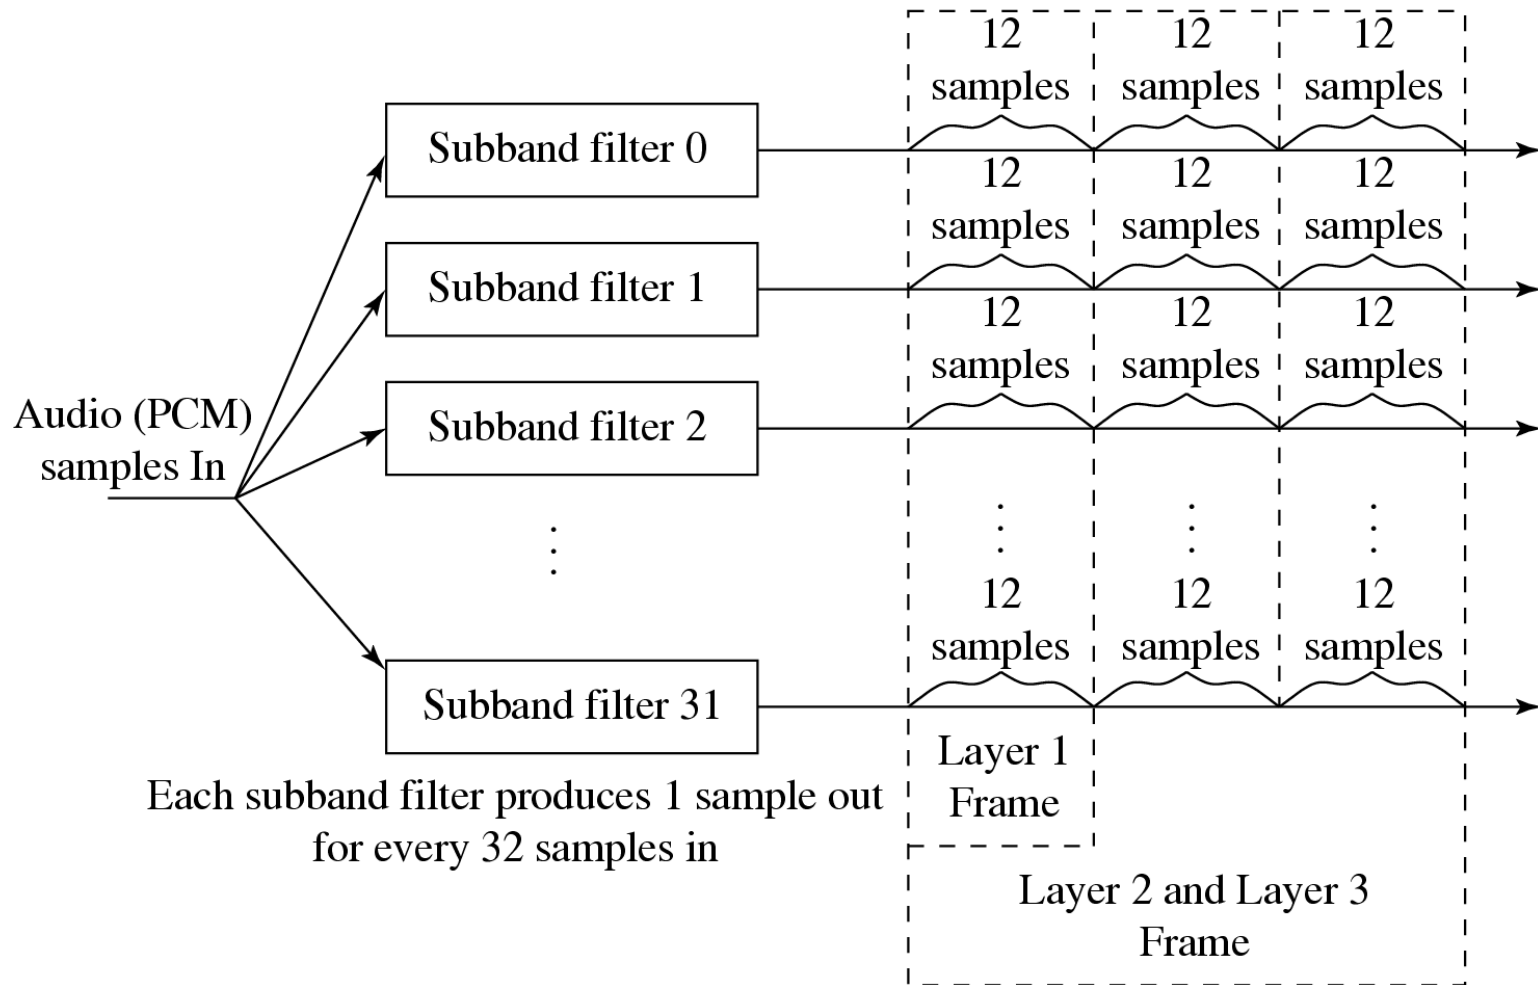 12 12 12
samples samples samples
Subband filter 0
12 12 12
samples samples samples
Subband filter 1
12 12 12
samples samples samples
Audio (PCM)
samples In
Subband filter 2
12 12 12
samples samples samples
Subband filter 31
Each subband filter produces 1 sample out
for every 32 samples in
Layer 1
Frame
Layer 2 and Layer 3
Frame